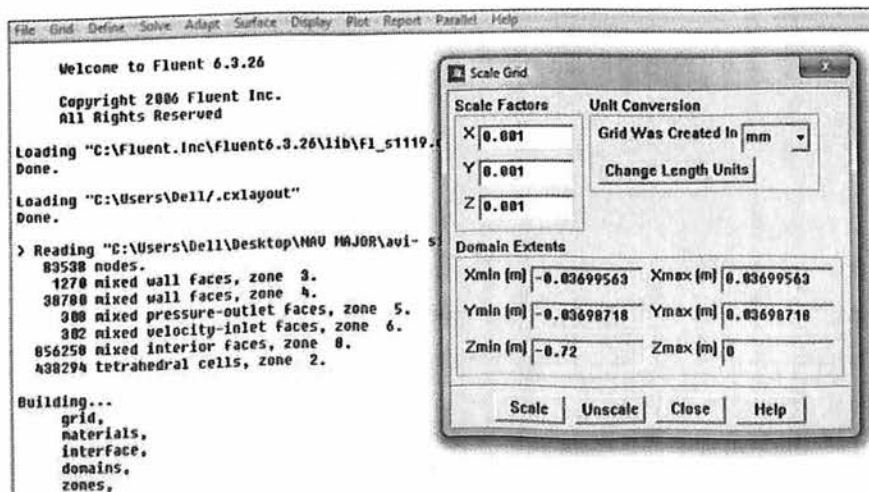 File Grid Define Solve Adapt Surface Display Plot Report Parallel Help
Welcome to Fluent 6.3.26
Copyright 2006 Fluent Inc.
All Rights Reserved
Loading "C:\Fluent.Inc\fluent6.3.26\lib\fl_s1119.
Done.
Loading "C:\Users\Dell/.cxlayout"
Done.
> Reading "C:\Users\Dell\Desktop\NAV MAJOR\avi- s
83538 nodes.
1270 mixed wall faces, zone 3.
38780 mixed wall faces, zone 4.
308 mixed pressure-outlet faces, zone 5.
302 mixed velocity-inlet faces, zone 6.
856258 mixed interior faces, zone 8.
438294 tetrahedral cells, zone 2.
Building...
grid,
materials,
interface,
domains,
zones,
Scale Grid
Scale Factors
X 0.001
Y 0.001
Z 0.001
Unit Conversion
Grid Was Created In mm
Change Length Units
Domain Extents
Xmin (m) -0.03699563 Xmax (m) 0.03699563
Ymin (m) -0.03698718 Ymax (m) 0.03698718
Zmin (m) -0.72 Zmax (m) 0
Scale Unscale Close Help